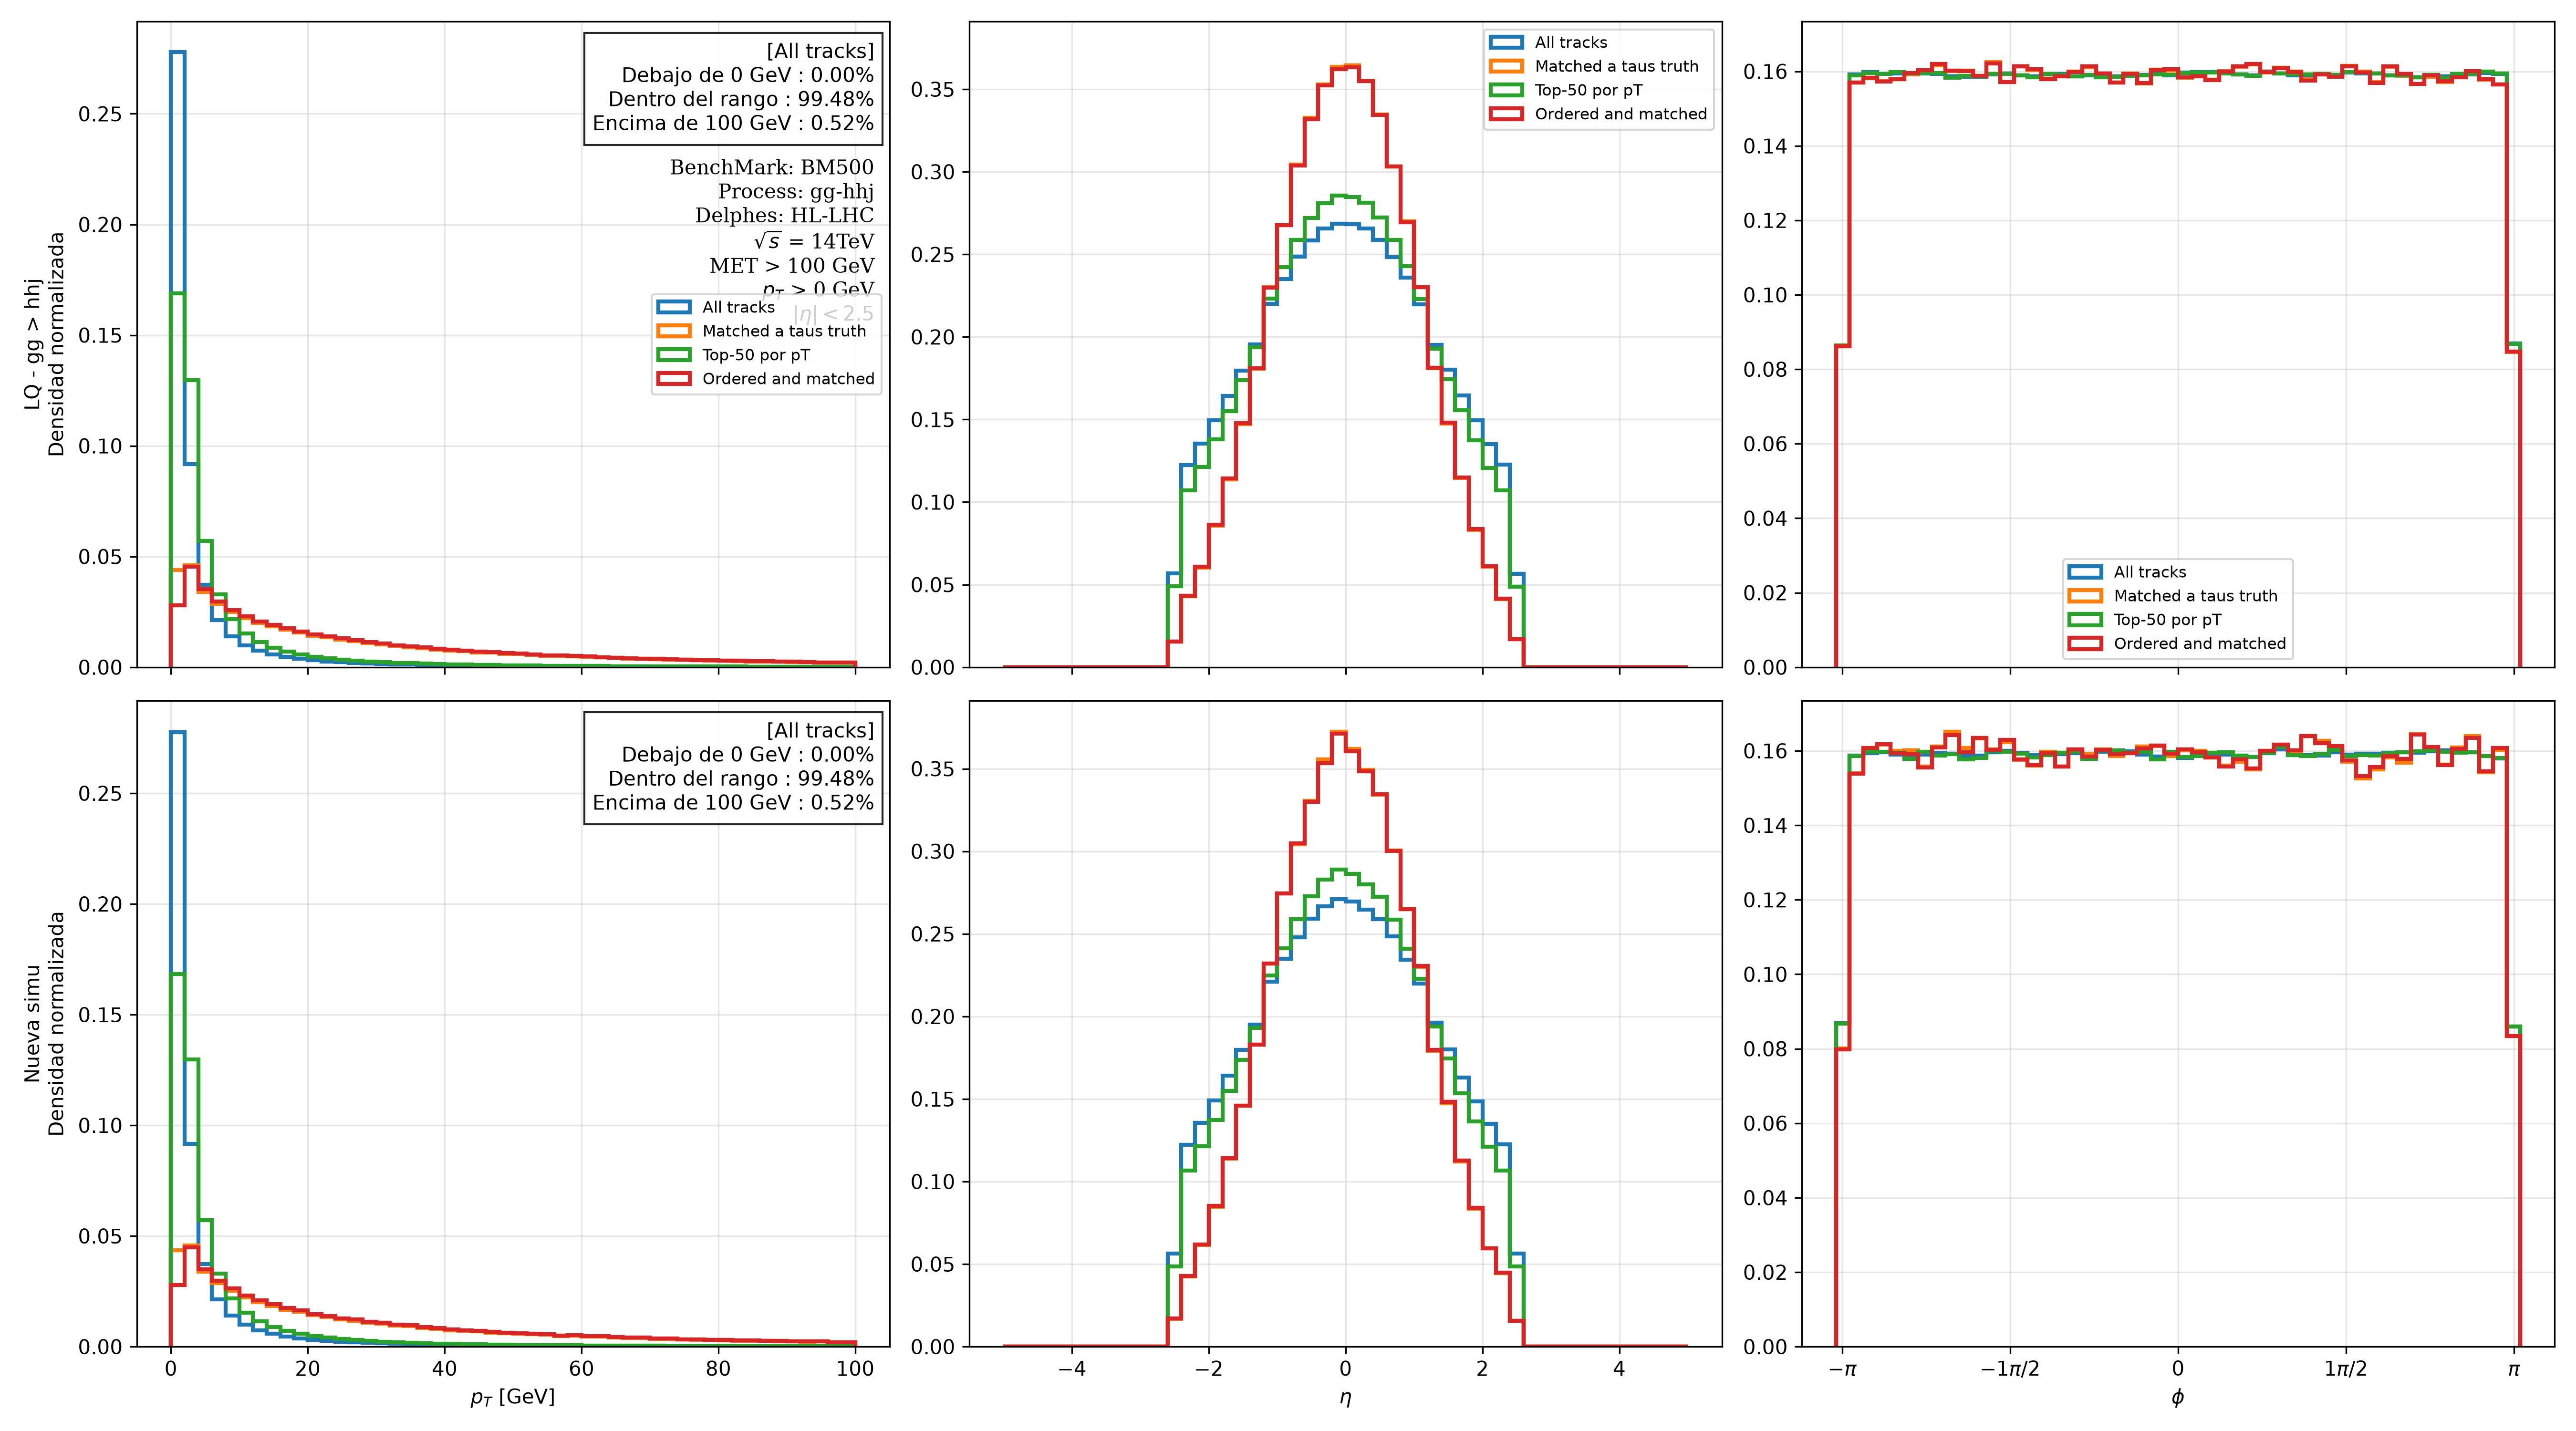 LQ - gg > hhj
Densidad normalizada
0.25
0.20
0.15
0.10
0.05
0.00
[All tracks]
Debajo de 0 GeV : 0.00%
Dentro del rango : 99.48%
Encima de 100 GeV : 0.52%
BenchMark: BM500
Process: gg-hhj
Delphes: HL-LHC
√s = 14TeV
MET > 100 GeV
pT > 0 GeV
|η| < 2.5
All tracks
Matched a taus truth
Top-50 por pT
Ordered and matched
0.35
0.30
0.25
0.20
0.15
0.10
0.05
0.00
All tracks
Matched a taus truth
Top-50 por pT
Ordered and matched
0.16
0.14
0.12
0.10
0.08
0.06
0.04
0.02
0.00
All tracks
Matched a taus truth
Top-50 por pT
Ordered and matched
Nueva simu
Densidad normalizada
0.25
0.20
0.15
0.10
0.05
0.00
[All tracks]
Debajo de 0 GeV : 0.00%
Dentro del rango : 99.48%
Encima de 100 GeV : 0.52%
0 20 40 60 80 100
pT [GeV]
0.35
0.30
0.25
0.20
0.15
0.10
0.05
0.00
−4 −2 0 2 4
η
0.16
0.14
0.12
0.10
0.08
0.06
0.04
0.02
0.00
−π −1π/2 0 1π/2 π
ϕ